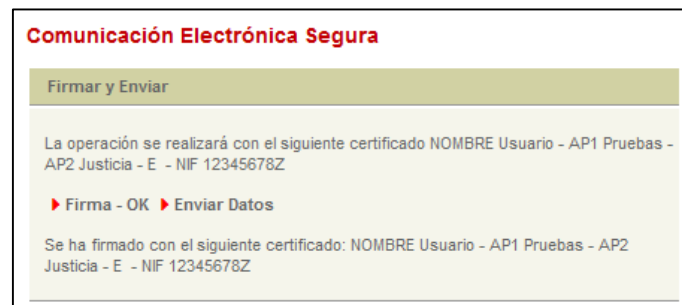 Comunicación Electrónica Segura
Firmar y Enviar
La operación se realizará con el siguiente certificado NOMBRE Usuario - AP1 Pruebas -
AP2 Justicia - E - NIF 12345678Z
Firma - OK Enviar Datos
Se ha firmado con el siguiente certificado: NOMBRE Usuario - AP1 Pruebas - AP2
Justicia - E - NIF 12345678Z